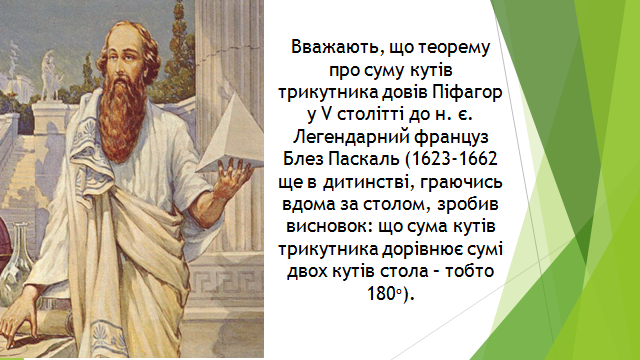 Вважають, що теорему
про суму кутів
трикутника довів Піфагор
у V столітті до н. є.
Легендарний француз
Блез Паскаль (1623-1662
ще в дитинстві, граючись
вдома за столом, зробив
висновок: що сума кутів
трикутника дорівнює сумі
двох кутів стола – тобто
180º).